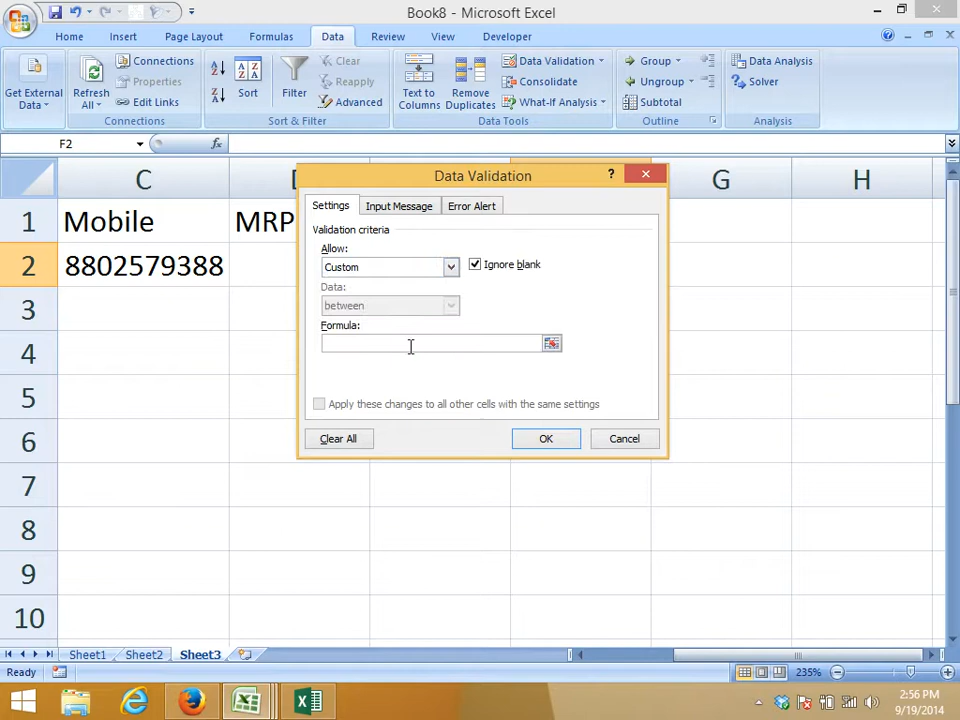 Book8 - Microsoft Excel
Home Insert Page Layout Formulas Data Review View Developer
Get External Data
Refresh All
Connections
Properties
Edit Links
Connections
Sort
Filter
Clear
Reapply
Advanced
Sort & Filter
Text to Columns
Remove Duplicates
Data Validation
Consolidate
What-If Analysis
Data Tools
Group
Ungroup
Subtotal
Outline
Data Analysis
Solver
Analysis
F2
fx
C G H
1 Mobile MRP
2 8802579388
3
4
5
6
7
8
9
10
Data Validation
?
Settings Input Message Error Alert
Validation criteria
Allow:
Custom
Ignore blank
Data:
between
Formula:
Apply these changes to all other cells with the same settings
Clear All OK Cancel
Sheet1 Sheet2 Sheet3
Ready
235%
2:56 PM
9/19/2014